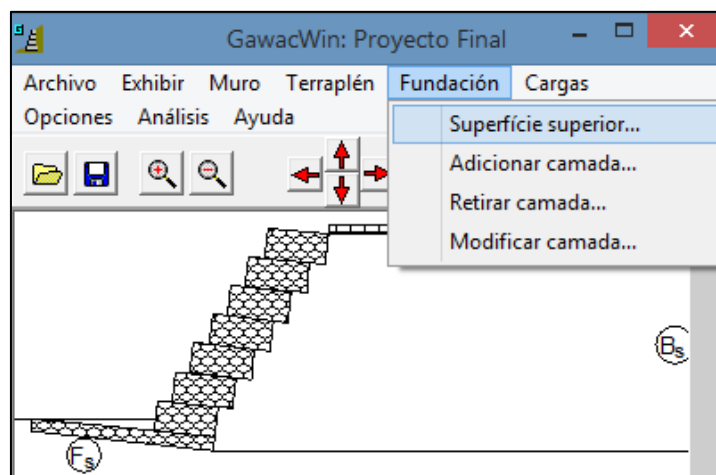 GawacWin: Proyecto Final
Archivo Exhibir Muro Terraplén Fundación Cargas
Opciones Análisis Ayuda
Superfície superior...
Adicionar camada...
Retirar camada...
Modificar camada...
Bs
Fs